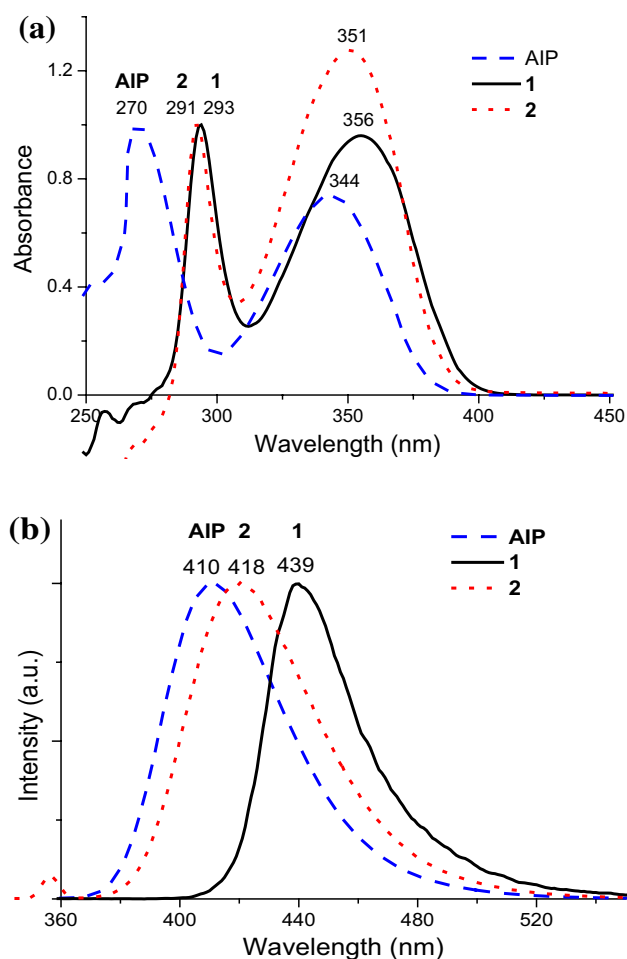 (a)
351
AIP 2 1
270 291 293
356
344
AIP
1
2
Absorbance
1.2
0.8
0.4
0.0
250 300 350 400 450
Wavelength (nm)
(b)
AIP 2 1
410 418 439
AIP
1
2
Intensity (a.u.)
360 400 440 480 520
Wavelength (nm)